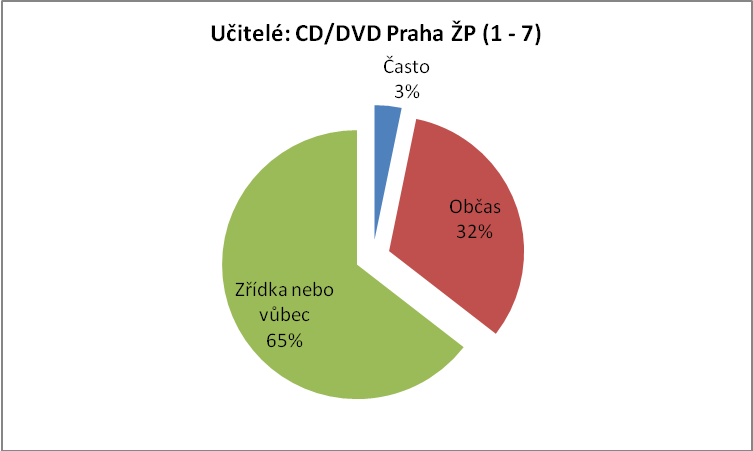 Učitelé: CD/DVD Praha ŽP (1 - 7)
Často
3%
Občas
32%
Zřídka nebo
vůbec
65%